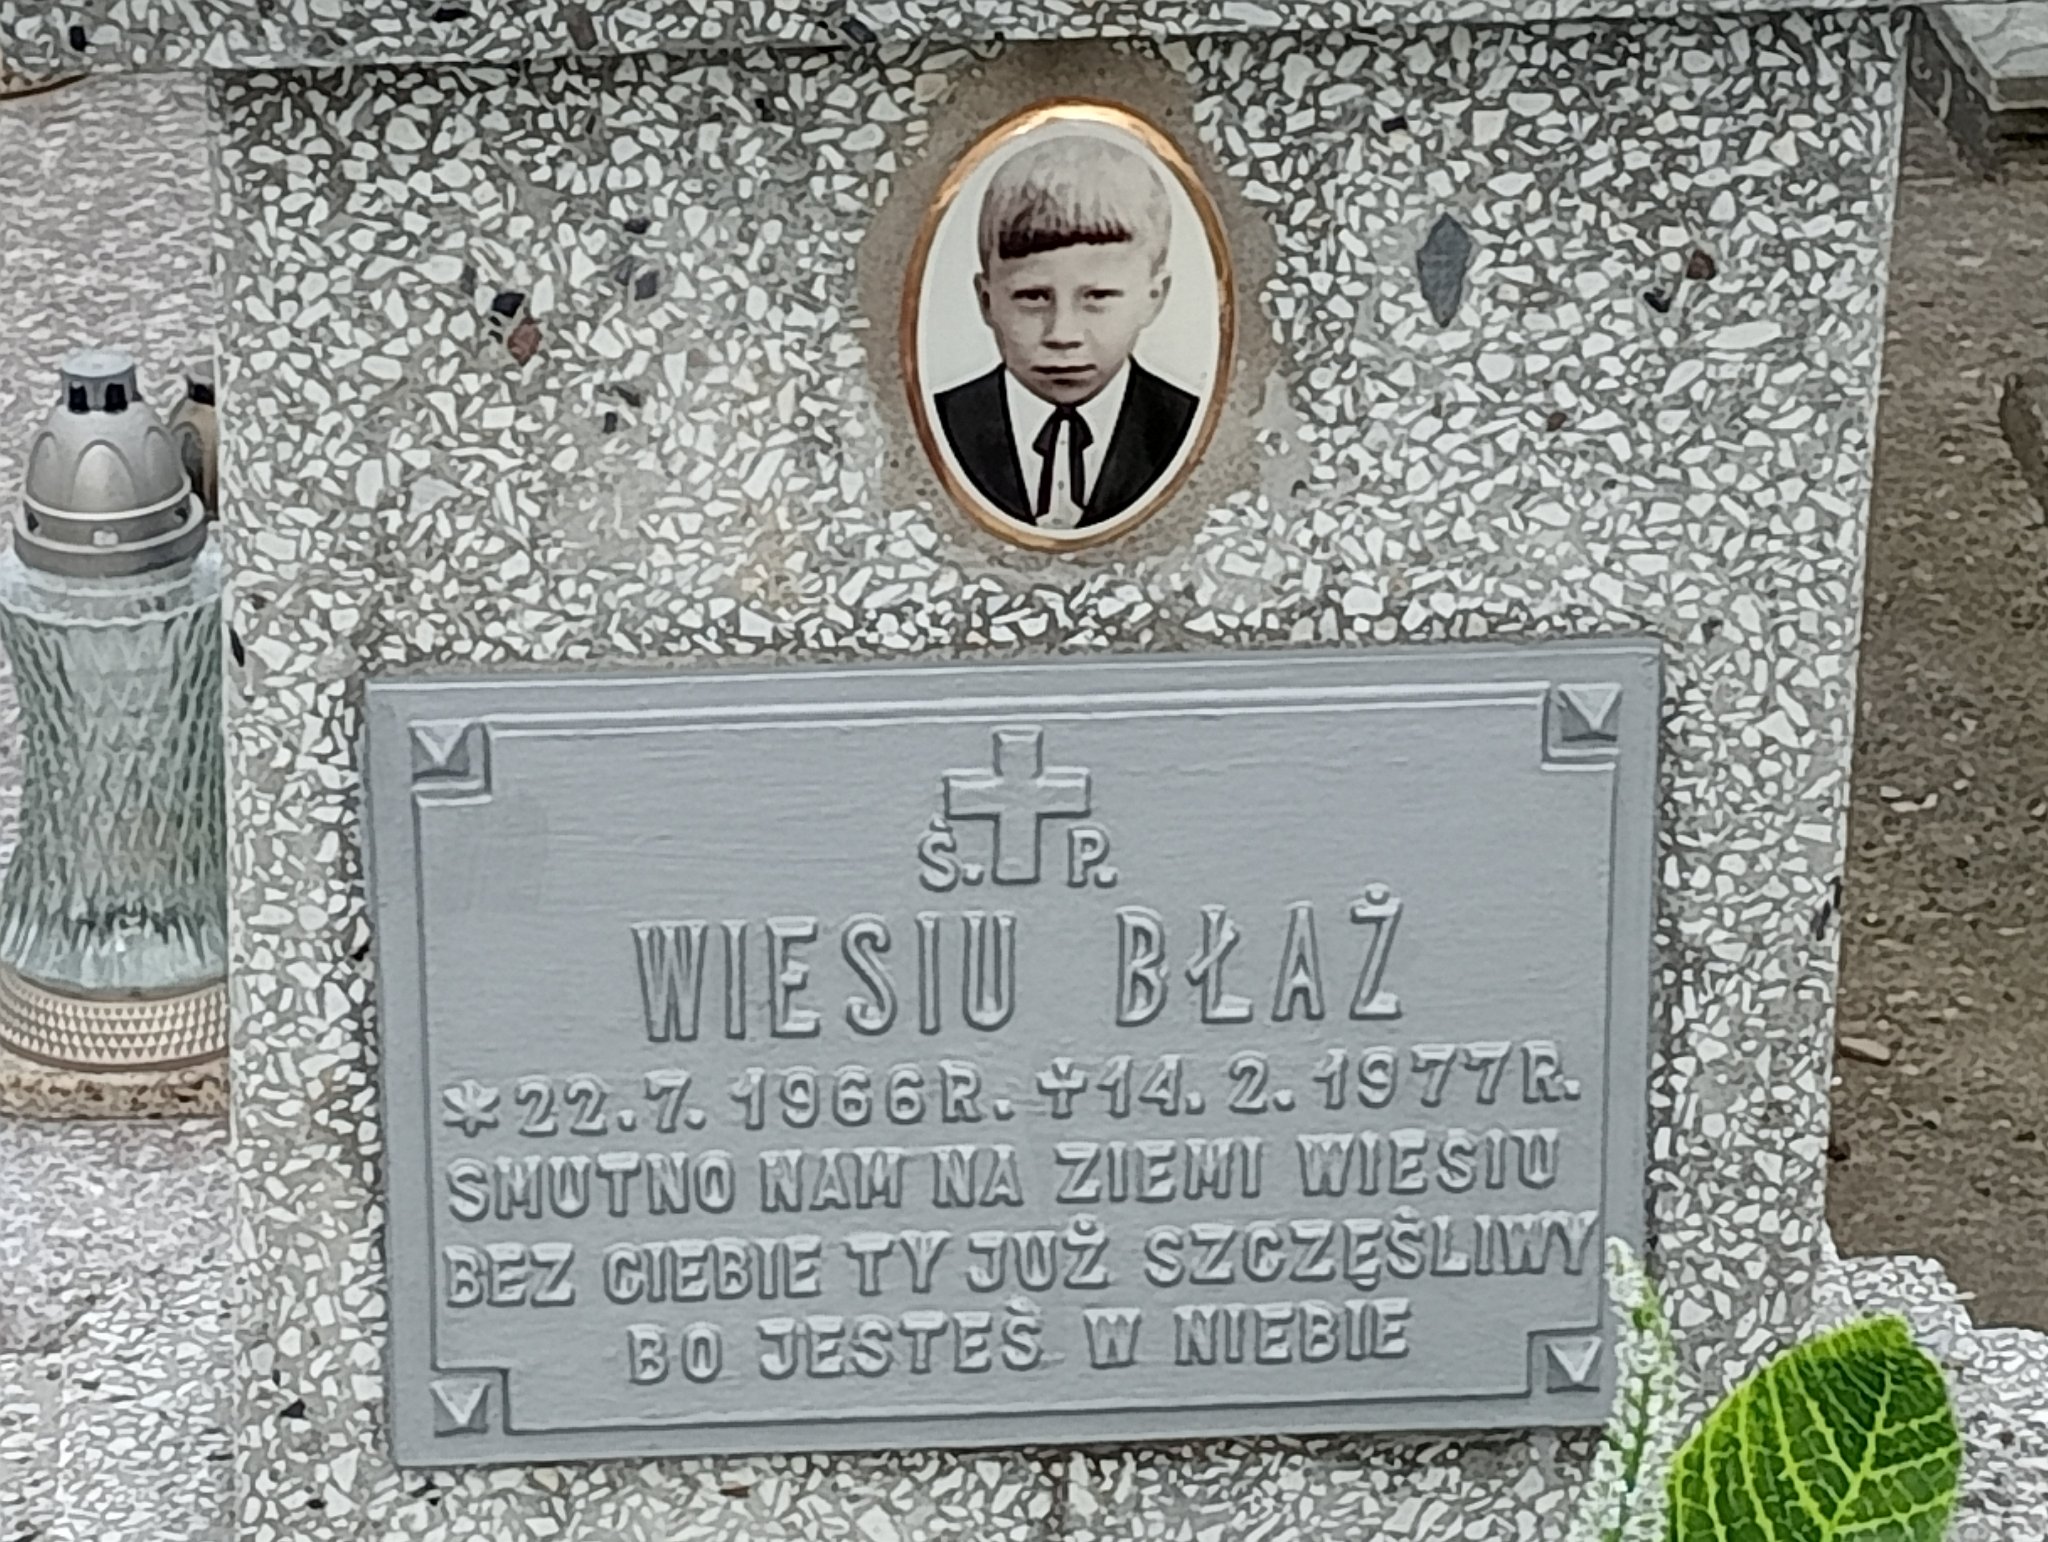 Ś. P.
WIESIU BŁAŻ
* 22.7.1966R. ✝ 14.2.1977R.
SMUTNO NAM NA ZIEMI WIESIU
BEZ CIEBIE TY JUŻ SZCZĘŚLIWY
BO JESTEŚ W NIEBIE